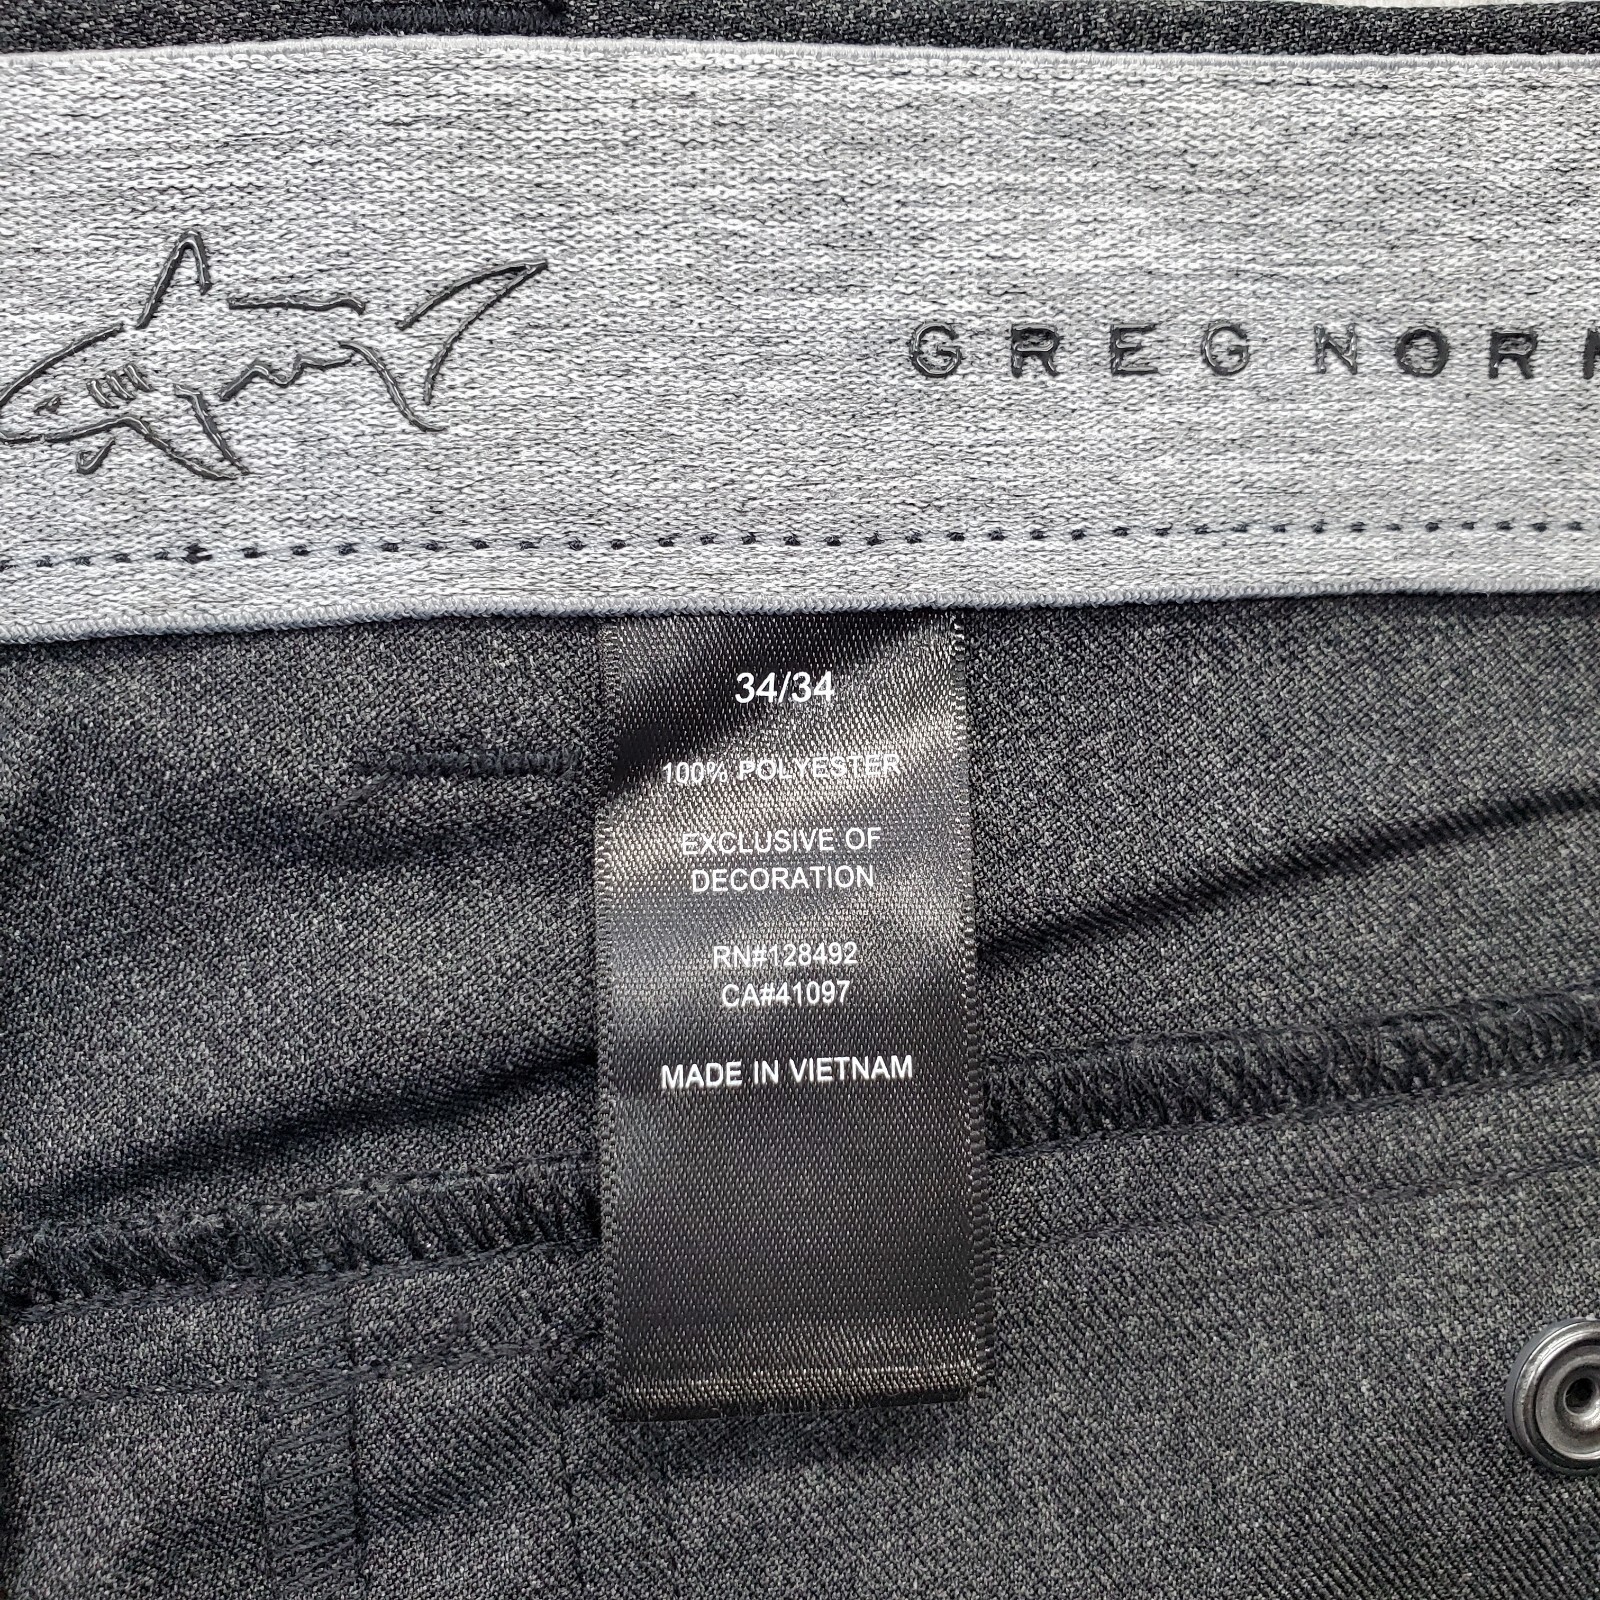 GREG NORM
34/34
100% POLYESTER
EXCLUSIVE OF
DECORATION
RN#128492
CA#41097
MADE IN VIETNAM